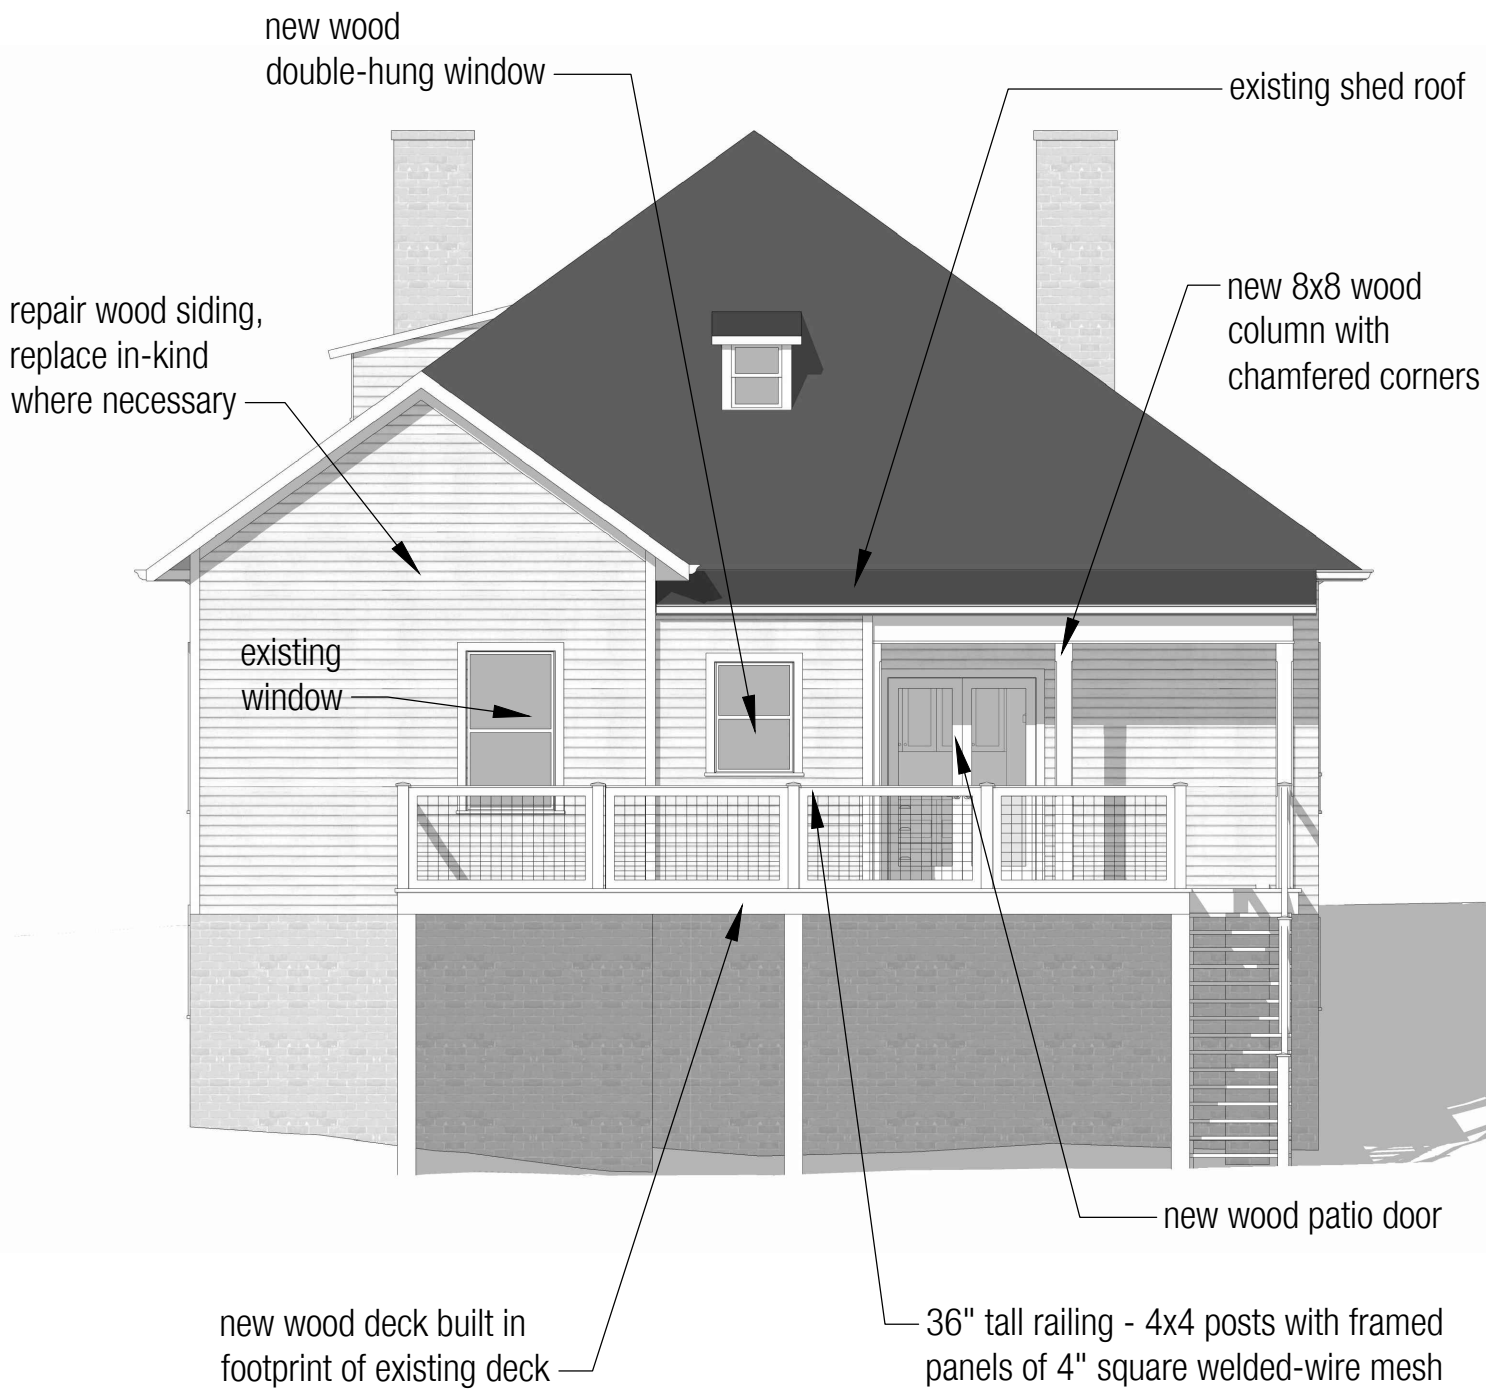 new wood
double-hung window
existing shed roof
new 8x8 wood
column with
chamfered corners
repair wood siding,
replace in-kind
where necessary
existing
window
new wood patio door
new wood deck built in
footprint of existing deck
36" tall railing - 4x4 posts with framed
panels of 4" square welded-wire mesh